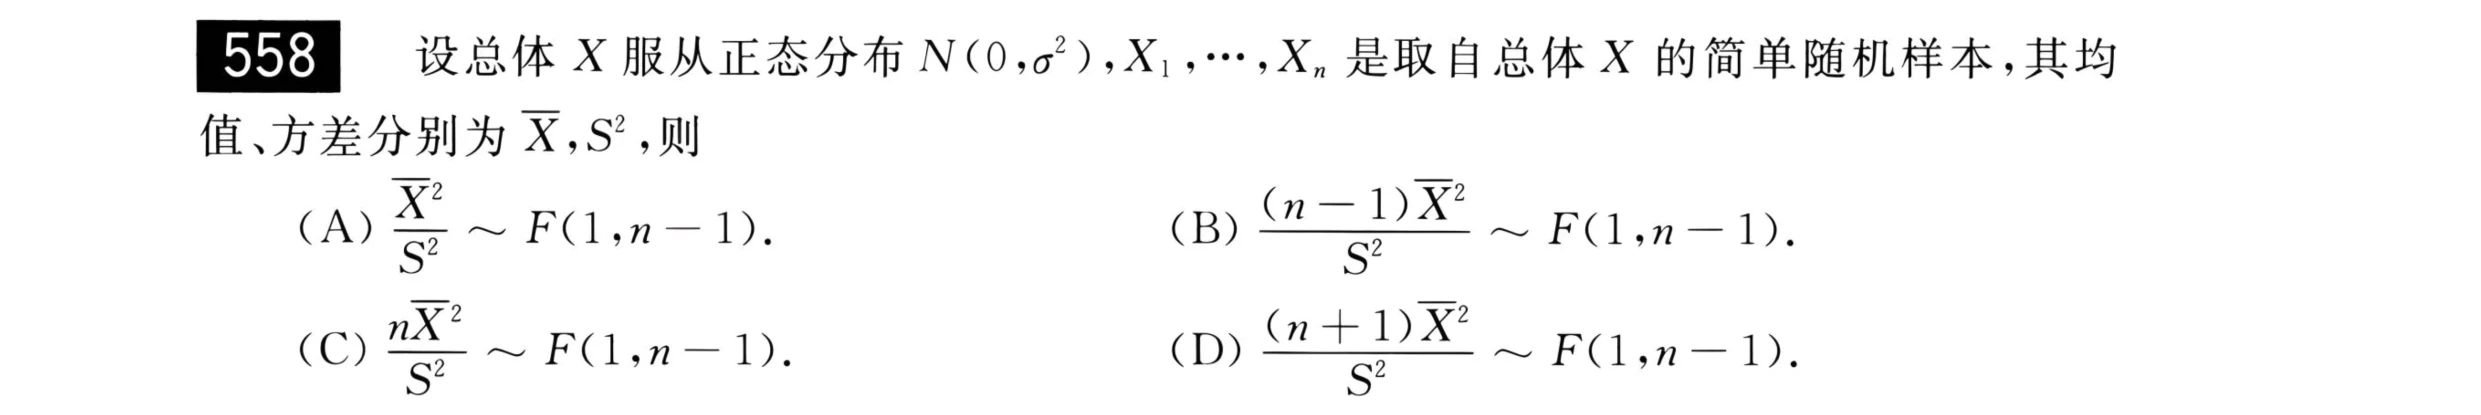 558 设总体 X 服从正态分布 N(0,σ²),X₁,⋯,Xₙ 是取自总体 X 的简单随机样本,其均
值、方差分别为 X̄,S²,则
(A) X̄²/S² ~ F(1,n−1). (B) (n−1)X̄²/S² ~ F(1,n−1).
(C) nX̄²/S² ~ F(1,n−1). (D) (n+1)X̄²/S² ~ F(1,n−1).